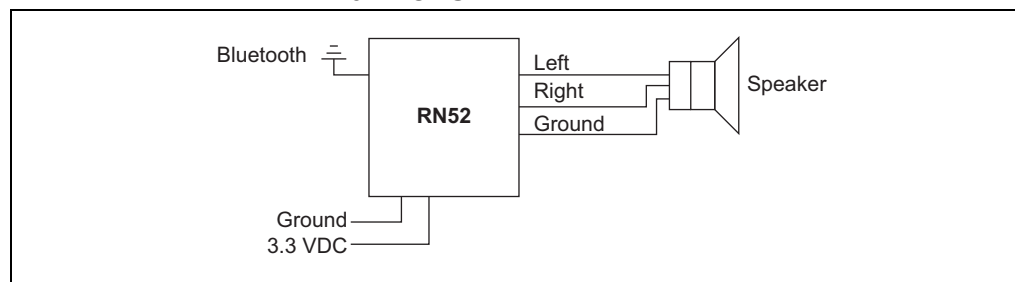 Bluetooth
RN52
Left
Right
Ground
Speaker
Ground
3.3 VDC